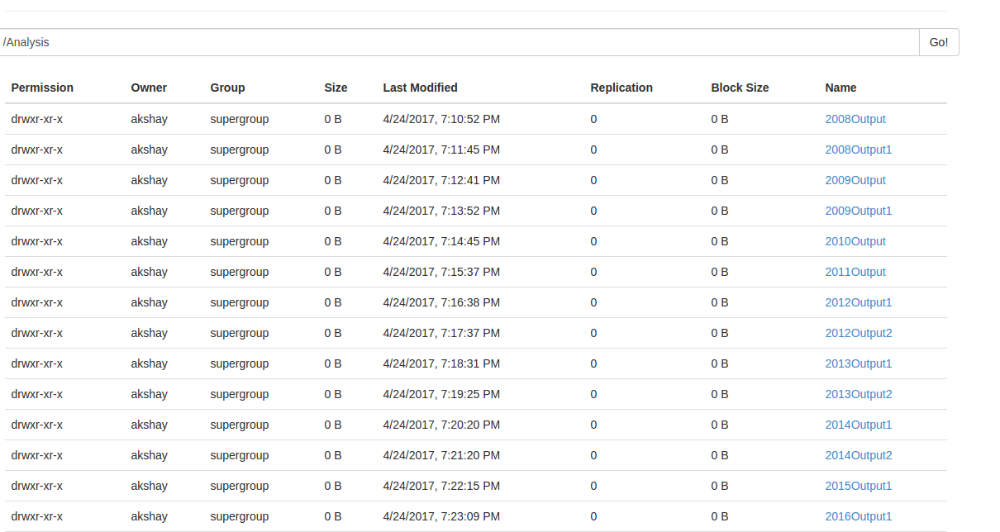 /Analysis Go!
Permission Owner Group Size Last Modified Replication Block Size Name
drwxr-xr-x akshay supergroup 0 B 4/24/2017, 7:10:52 PM 0 0 B 2008Output
drwxr-xr-x akshay supergroup 0 B 4/24/2017, 7:11:45 PM 0 0 B 2008Output1
drwxr-xr-x akshay supergroup 0 B 4/24/2017, 7:12:41 PM 0 0 B 2009Output
drwxr-xr-x akshay supergroup 0 B 4/24/2017, 7:13:52 PM 0 0 B 2009Output1
drwxr-xr-x akshay supergroup 0 B 4/24/2017, 7:14:45 PM 0 0 B 2010Output
drwxr-xr-x akshay supergroup 0 B 4/24/2017, 7:15:37 PM 0 0 B 2011Output
drwxr-xr-x akshay supergroup 0 B 4/24/2017, 7:16:38 PM 0 0 B 2012Output1
drwxr-xr-x akshay supergroup 0 B 4/24/2017, 7:17:37 PM 0 0 B 2012Output2
drwxr-xr-x akshay supergroup 0 B 4/24/2017, 7:18:31 PM 0 0 B 2013Output1
drwxr-xr-x akshay supergroup 0 B 4/24/2017, 7:19:25 PM 0 0 B 2013Output2
drwxr-xr-x akshay supergroup 0 B 4/24/2017, 7:20:20 PM 0 0 B 2014Output1
drwxr-xr-x akshay supergroup 0 B 4/24/2017, 7:21:20 PM 0 0 B 2014Output2
drwxr-xr-x akshay supergroup 0 B 4/24/2017, 7:22:15 PM 0 0 B 2015Output1
drwxr-xr-x akshay supergroup 0 B 4/24/2017, 7:23:09 PM 0 0 B 2016Output1